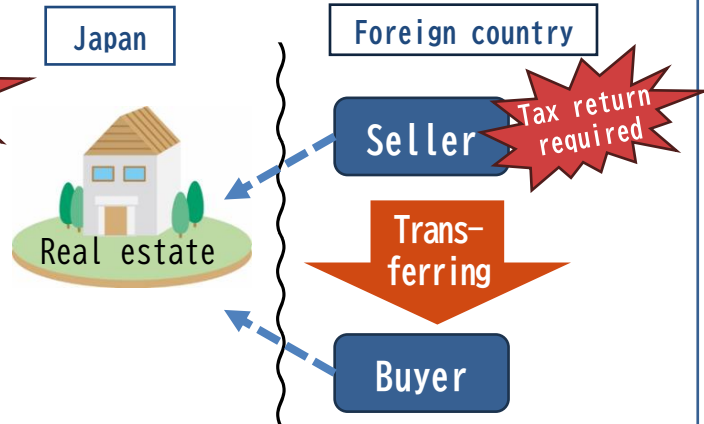 Japan
Foreign country
Seller
Tax return
required
Real estate
Trans-
ferring
Buyer